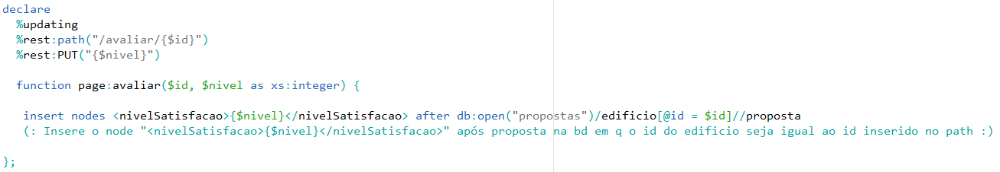 declare
%updating
%rest:path("/avaliar/{$id}")
%rest:PUT("{$nivel}")
function page:avaliar($id, $nivel as xs:integer) {
insert nodes <nivelSatisfacao>{$nivel}</nivelSatisfacao> after db:open("propostas")/edificio[@id = $id]//proposta
(: Insere o node "<nivelSatisfacao>{$nivel}</nivelSatisfacao>" após proposta na bd em q o id do edificio seja igual ao id inserido no path :)
};